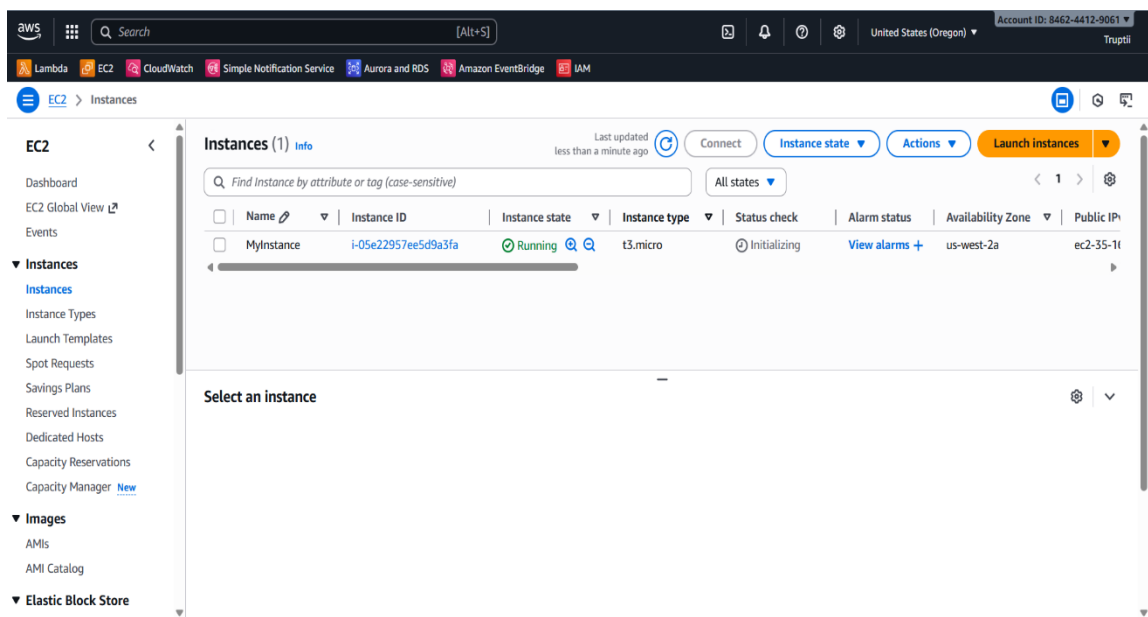 aws
Search [Alt+S]
United States (Oregon)
Account ID: 8462-4412-9061
Truptii
Lambda EC2 CloudWatch Simple Notification Service Aurora and RDS Amazon EventBridge IAM
EC2 > Instances
EC2
Dashboard
EC2 Global View
Events
Instances
Instances
Instance Types
Launch Templates
Spot Requests
Savings Plans
Reserved Instances
Dedicated Hosts
Capacity Reservations
Capacity Manager New
Images
AMIs
AMI Catalog
Elastic Block Store
Instances (1) Info
Last updated
less than a minute ago
Connect Instance state Actions Launch instances
Find Instance by attribute or tag (case-sensitive)
All states
1
Name Instance ID Instance state Instance type Status check Alarm status Availability Zone Public IPv
MyInstance i-05e22957ee5d9a3fa Running t3.micro Initializing View alarms + us-west-2a ec2-35-16
Select an instance